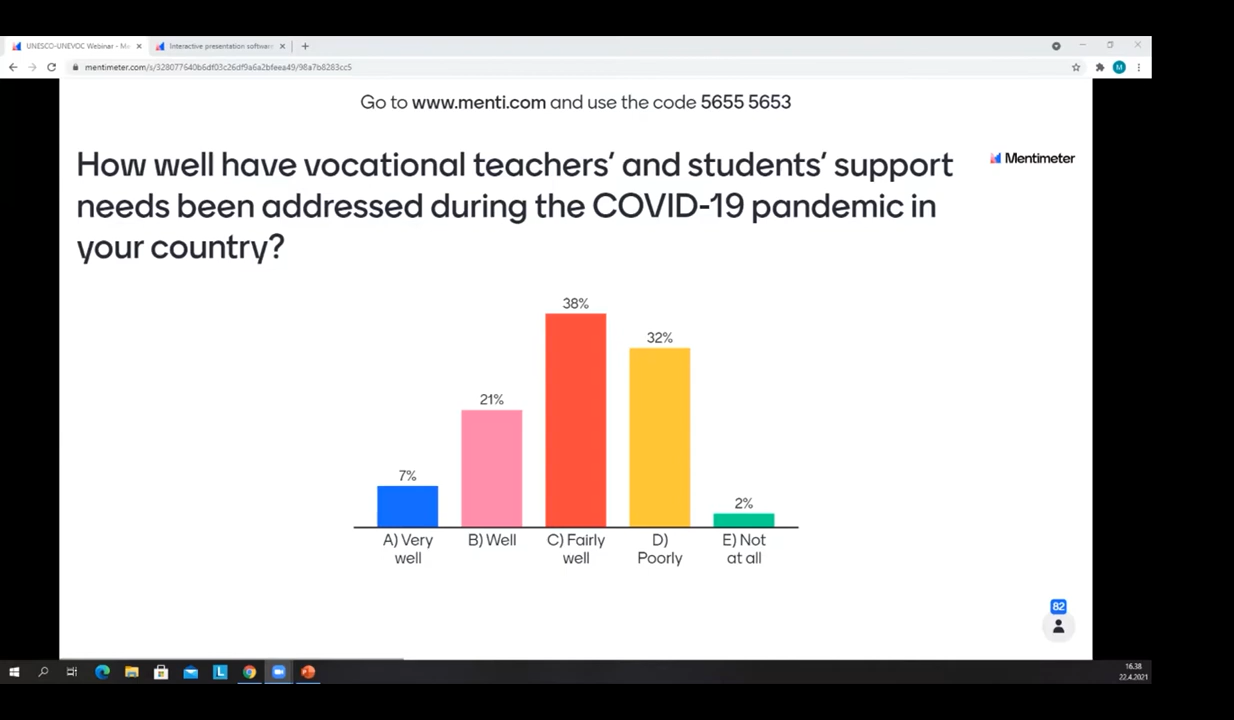 UNESCO-UNEVOC Webinar - Me
Interactive presentation software
mentimeter.com/s/328077640b6df03c26df9a6a2bfeea49/98a7b8283cc5
M
Go to www.menti.com and use the code 5655 5653
How well have vocational teachers’ and students’ support
needs been addressed during the COVID-19 pandemic in
your country?
Mentimeter
38%
32%
21%
7%
2%
A) Very
well
B) Well
C) Fairly
well
D)
Poorly
E) Not
at all
82
L
16.38
22.4.2021